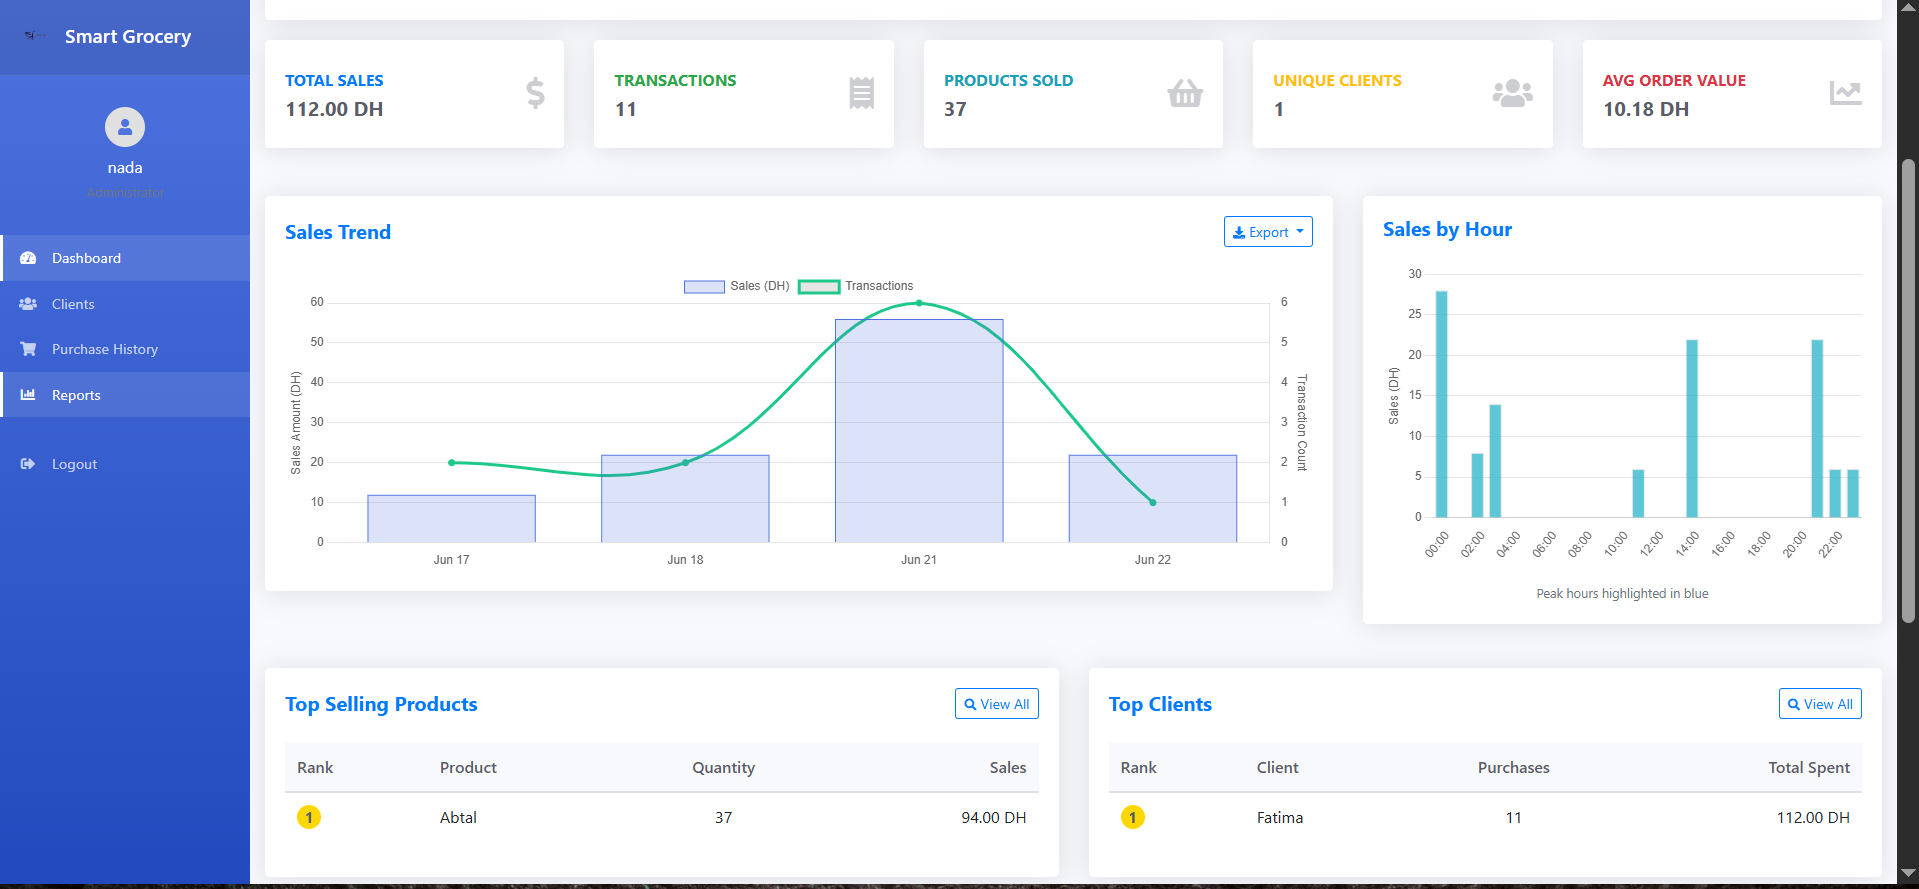 Smart Grocery
nada
Administrator
Dashboard
Clients
Purchase History
Reports
Logout
TOTAL SALES
112.00 DH
TRANSACTIONS
11
PRODUCTS SOLD
37
UNIQUE CLIENTS
1
AVG ORDER VALUE
10.18 DH
Sales Trend
Export
Sales (DH) Transactions
Sales Amount (DH)
60
50
40
30
20
10
0
6
5
4
3
2
1
0
Transaction Count
Jun 17 Jun 18 Jun 21 Jun 22
Sales by Hour
Sales (DH)
30
25
20
15
10
5
0
00:00 02:00 04:00 06:00 08:00 10:00 12:00 14:00 16:00 18:00 20:00 22:00
Peak hours highlighted in blue
Top Selling Products
View All
Rank Product Quantity Sales
1 Abtal 37 94.00 DH
Top Clients
View All
Rank Client Purchases Total Spent
1 Fatima 11 112.00 DH